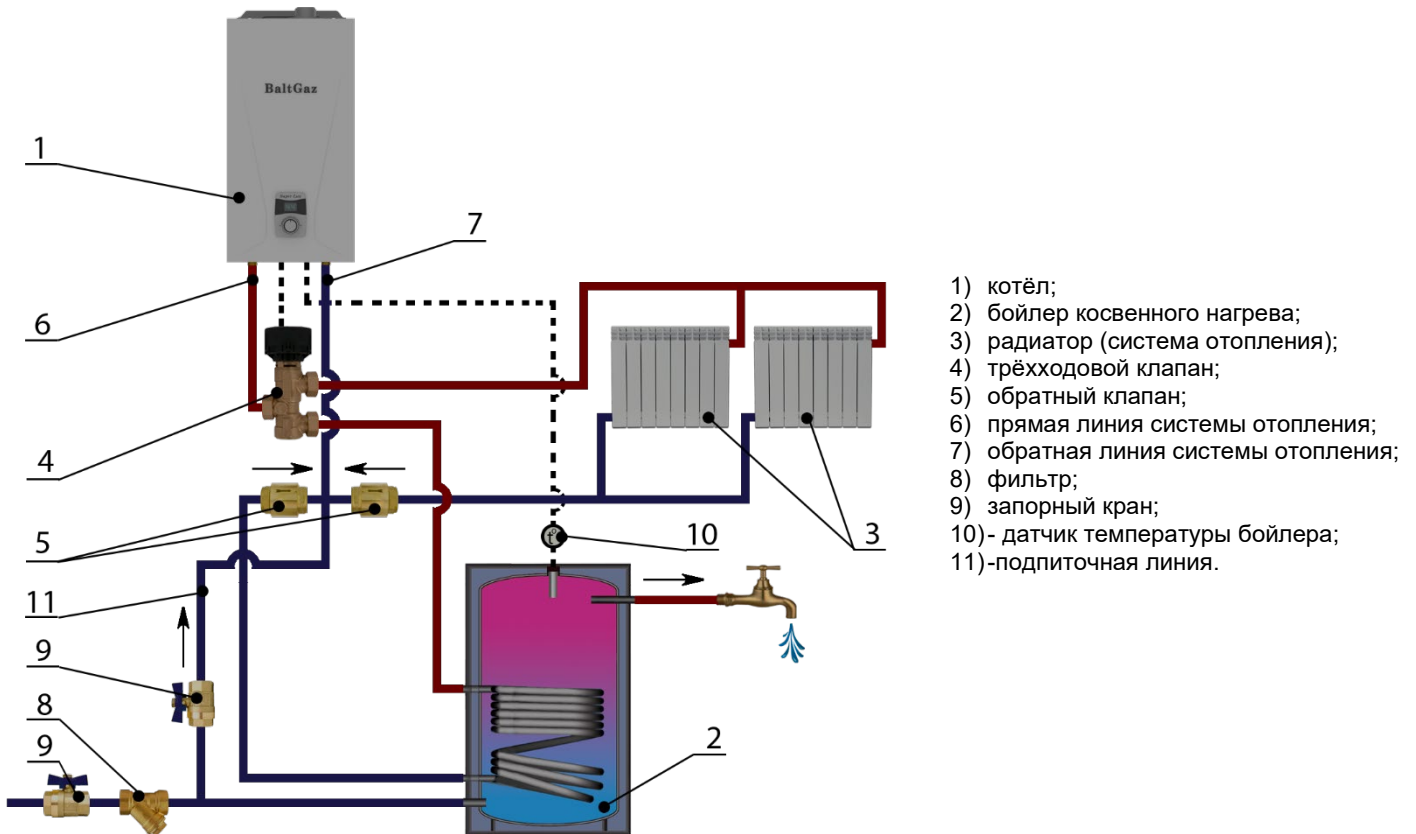 BaltGaz
1
7
6
4
5
10
3
11
9
8
9
2
t°
1) котёл;
2) бойлер косвенного нагрева;
3) радиатор (система отопления);
4) трёхходовой клапан;
5) обратный клапан;
6) прямая линия системы отопления;
7) обратная линия системы отопления;
8) фильтр;
9) запорный кран;
10)- датчик температуры бойлера;
11)-подпиточная линия.